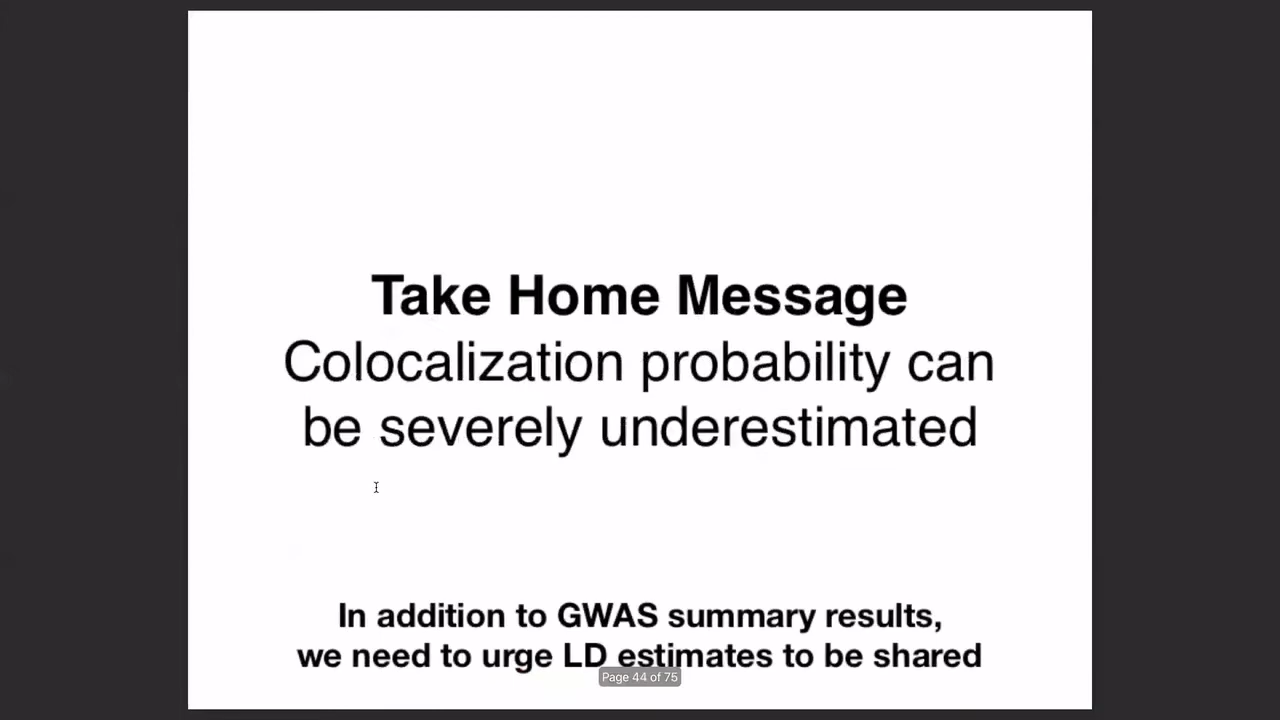 Take Home Message
Colocalization probability can
be severely underestimated
In addition to GWAS summary results,
we need to urge LD estimates to be shared
Page 44 of 75